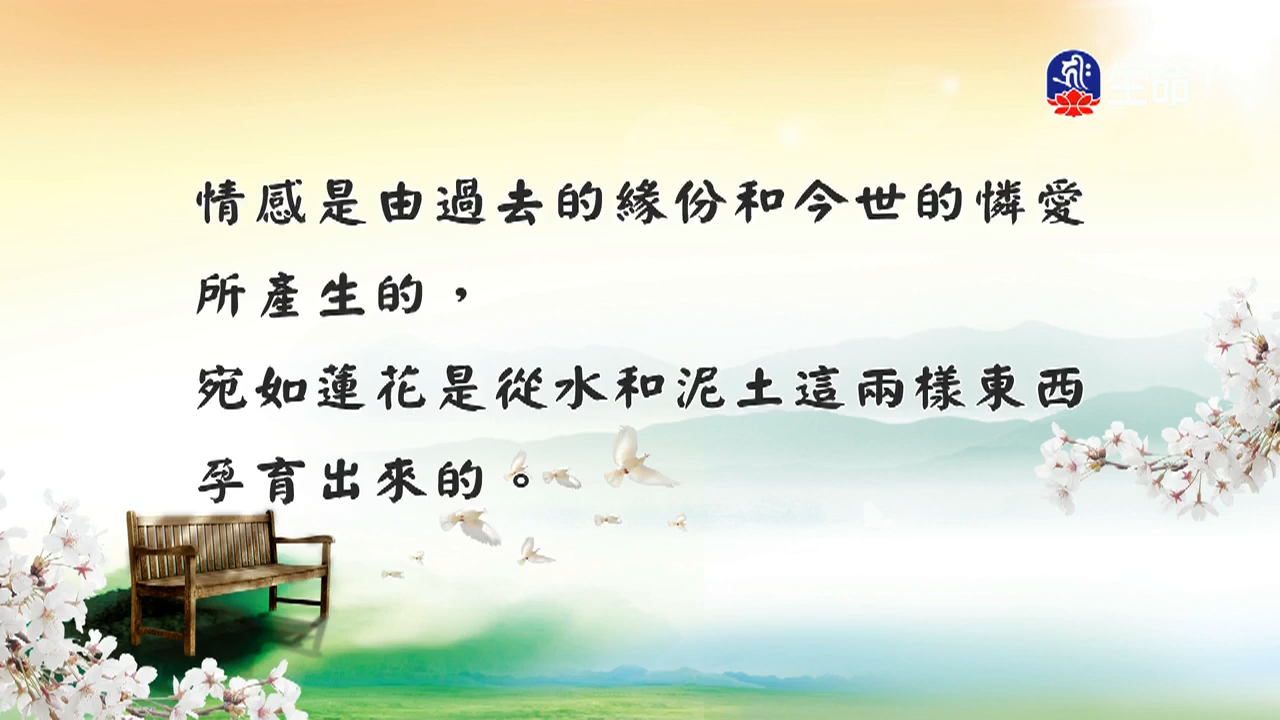 生命
情感是由過去的緣份和今世的憐愛
所產生的，
宛如蓮花是從水和泥土這兩樣東西
孕育出來的。